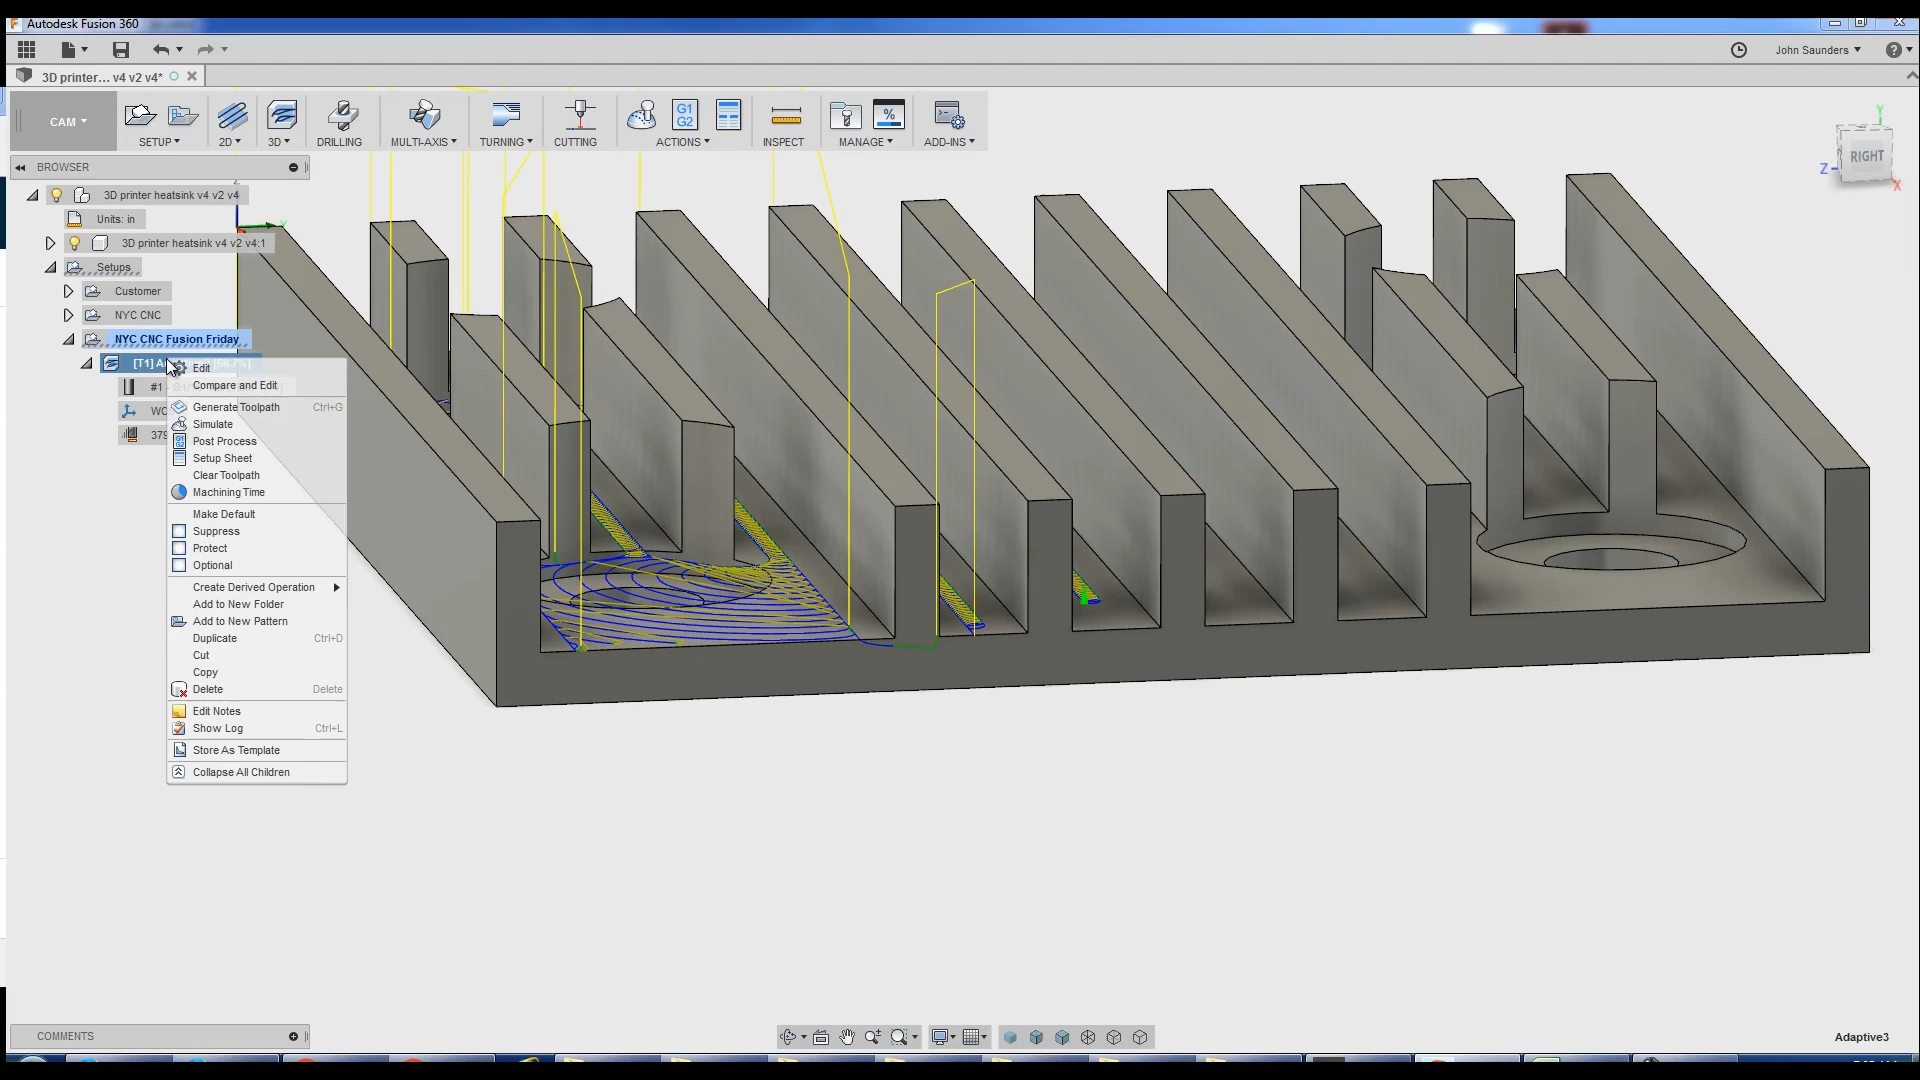 Autodesk Fusion 360
John Saunders
3D printer... v4 v2 v4*
CAM
SETUP
2D
3D
DRILLING
MULTI-AXIS
TURNING
CUTTING
G1
G2
ACTIONS
INSPECT
%
MANAGE
ADD-INS
BROWSER
3D printer heatsink v4 v2 v4
Units: in
3D printer heatsink v4 v2 v4:1
Setups
Customer
NYC CNC
NYC CNC Fusion Friday
[T1]
#1
379
Edit
Compare and Edit
Generate Toolpath Ctrl+G
Simulate
Post Process
Setup Sheet
Clear Toolpath
Machining Time
Make Default
Suppress
Protect
Optional
Create Derived Operation
Add to New Folder
Add to New Pattern
Duplicate Ctrl+D
Cut
Copy
Delete Delete
Edit Notes
Show Log Ctrl+L
Store As Template
Collapse All Children
Y
RIGHT
Z
X
COMMENTS
Adaptive3